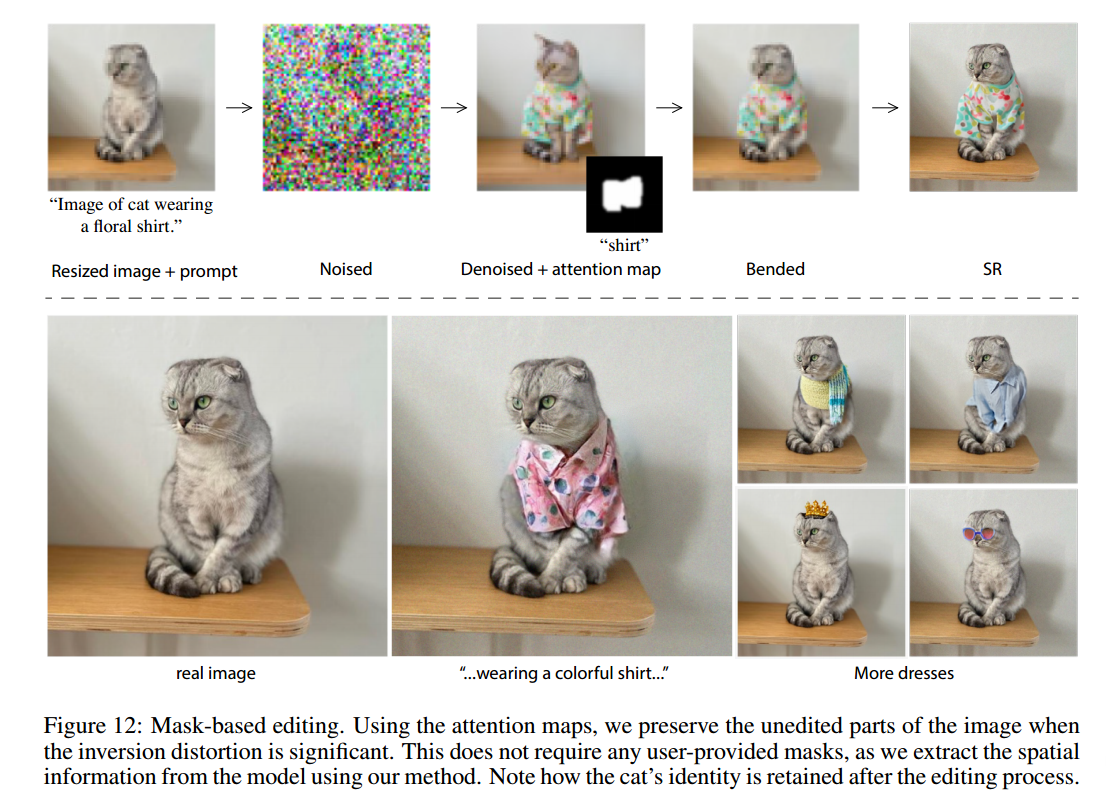 “Image of cat wearing
a floral shirt.”
“shirt”
Resized image + prompt
Noised
Denoised + attention map
Bended
SR
real image
“...wearing a colorful shirt...”
More dresses
Figure 12: Mask-based editing. Using the attention maps, we preserve the unedited parts of the image when
the inversion distortion is significant. This does not require any user-provided masks, as we extract the spatial
information from the model using our method. Note how the cat’s identity is retained after the editing process.